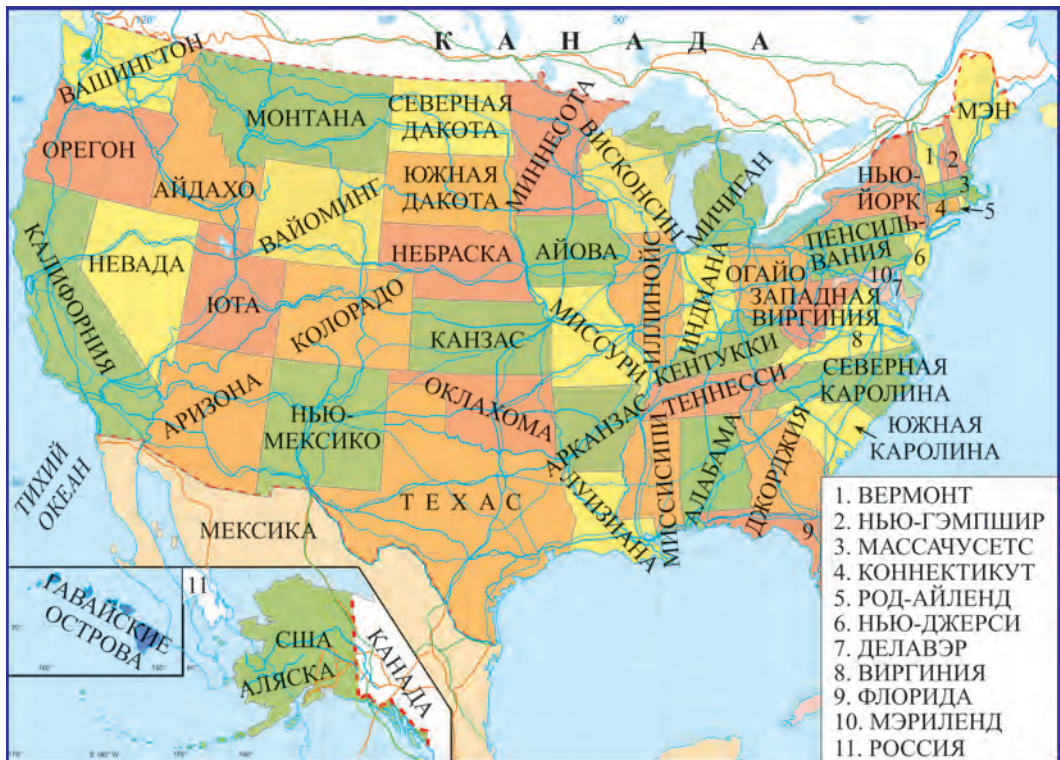 К А Н А Д А
ВАШИНГТОН
МОНТАНА
СЕВЕРНАЯ
ДАКОТА
МИННЕСОТА
ВИСКОНСИН
МИЧИГАН
МЭН
ОРЕГОН
АЙДАХО
ВАЙОМИНГ
ЮЖНАЯ
ДАКОТА
НЬЮ-
ЙОРК
1
2
3
4
5
КАЛИФОРНИЯ
НЕВАДА
ЮТА
КОЛОРАДО
НЕБРАСКА
АЙОВА
ИЛЛИНОЙС
ИНДИАНА
ОГАЙО
ПЕНСИЛЬ-
ВАНИЯ
6
10
7
ЗАПАДНАЯ
ВИРГИНИЯ
8
КАНЗАС
МИССУРИ
КЕНТУККИ
АРИЗОНА
НЬЮ-
МЕКСИКО
ОКЛАХОМА
АРКАНЗАС
ТЕННЕССИ
СЕВЕРНАЯ
КАРОЛИНА
ЮЖНАЯ
КАРОЛИНА
ТЕХАС
ЛУИЗИАНА
МИССИСИПИ
АЛАБАМА
ДЖОРДЖИЯ
9
ТИХИЙ
ОКЕАН
МЕКСИКА
ГАВАЙСКИЕ
ОСТРОВА
11
США
АЛЯСКА
КАНАДА
1. ВЕРМОНТ
2. НЬЮ-ГЭМПШИР
3. МАССАЧУСЕТС
4. КОННЕКТИКУТ
5. РОД-АЙЛЕНД
6. НЬЮ-ДЖЕРСИ
7. ДЕЛАВЭР
8. ВИРГИНИЯ
9. ФЛОРИДА
10. МЭРИЛЕНД
11. РОССИЯ